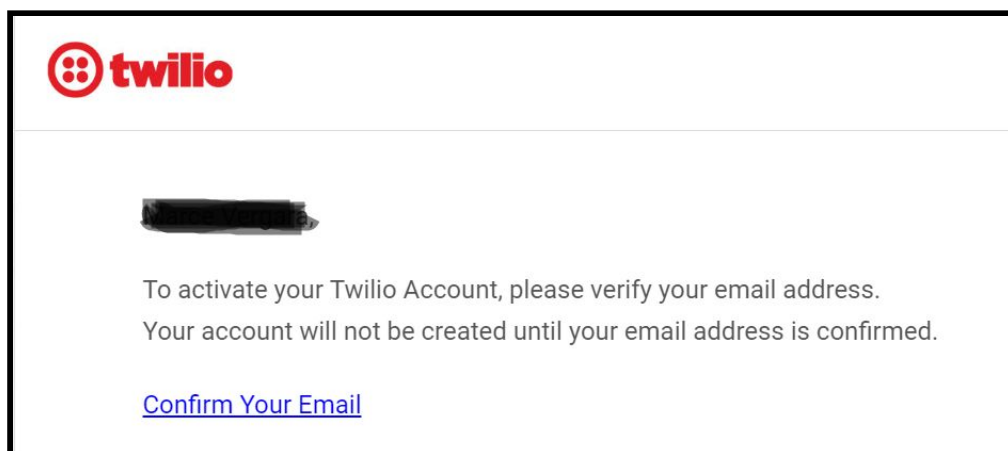 twilio
To activate your Twilio Account, please verify your email address.
Your account will not be created until your email address is confirmed.
Confirm Your Email